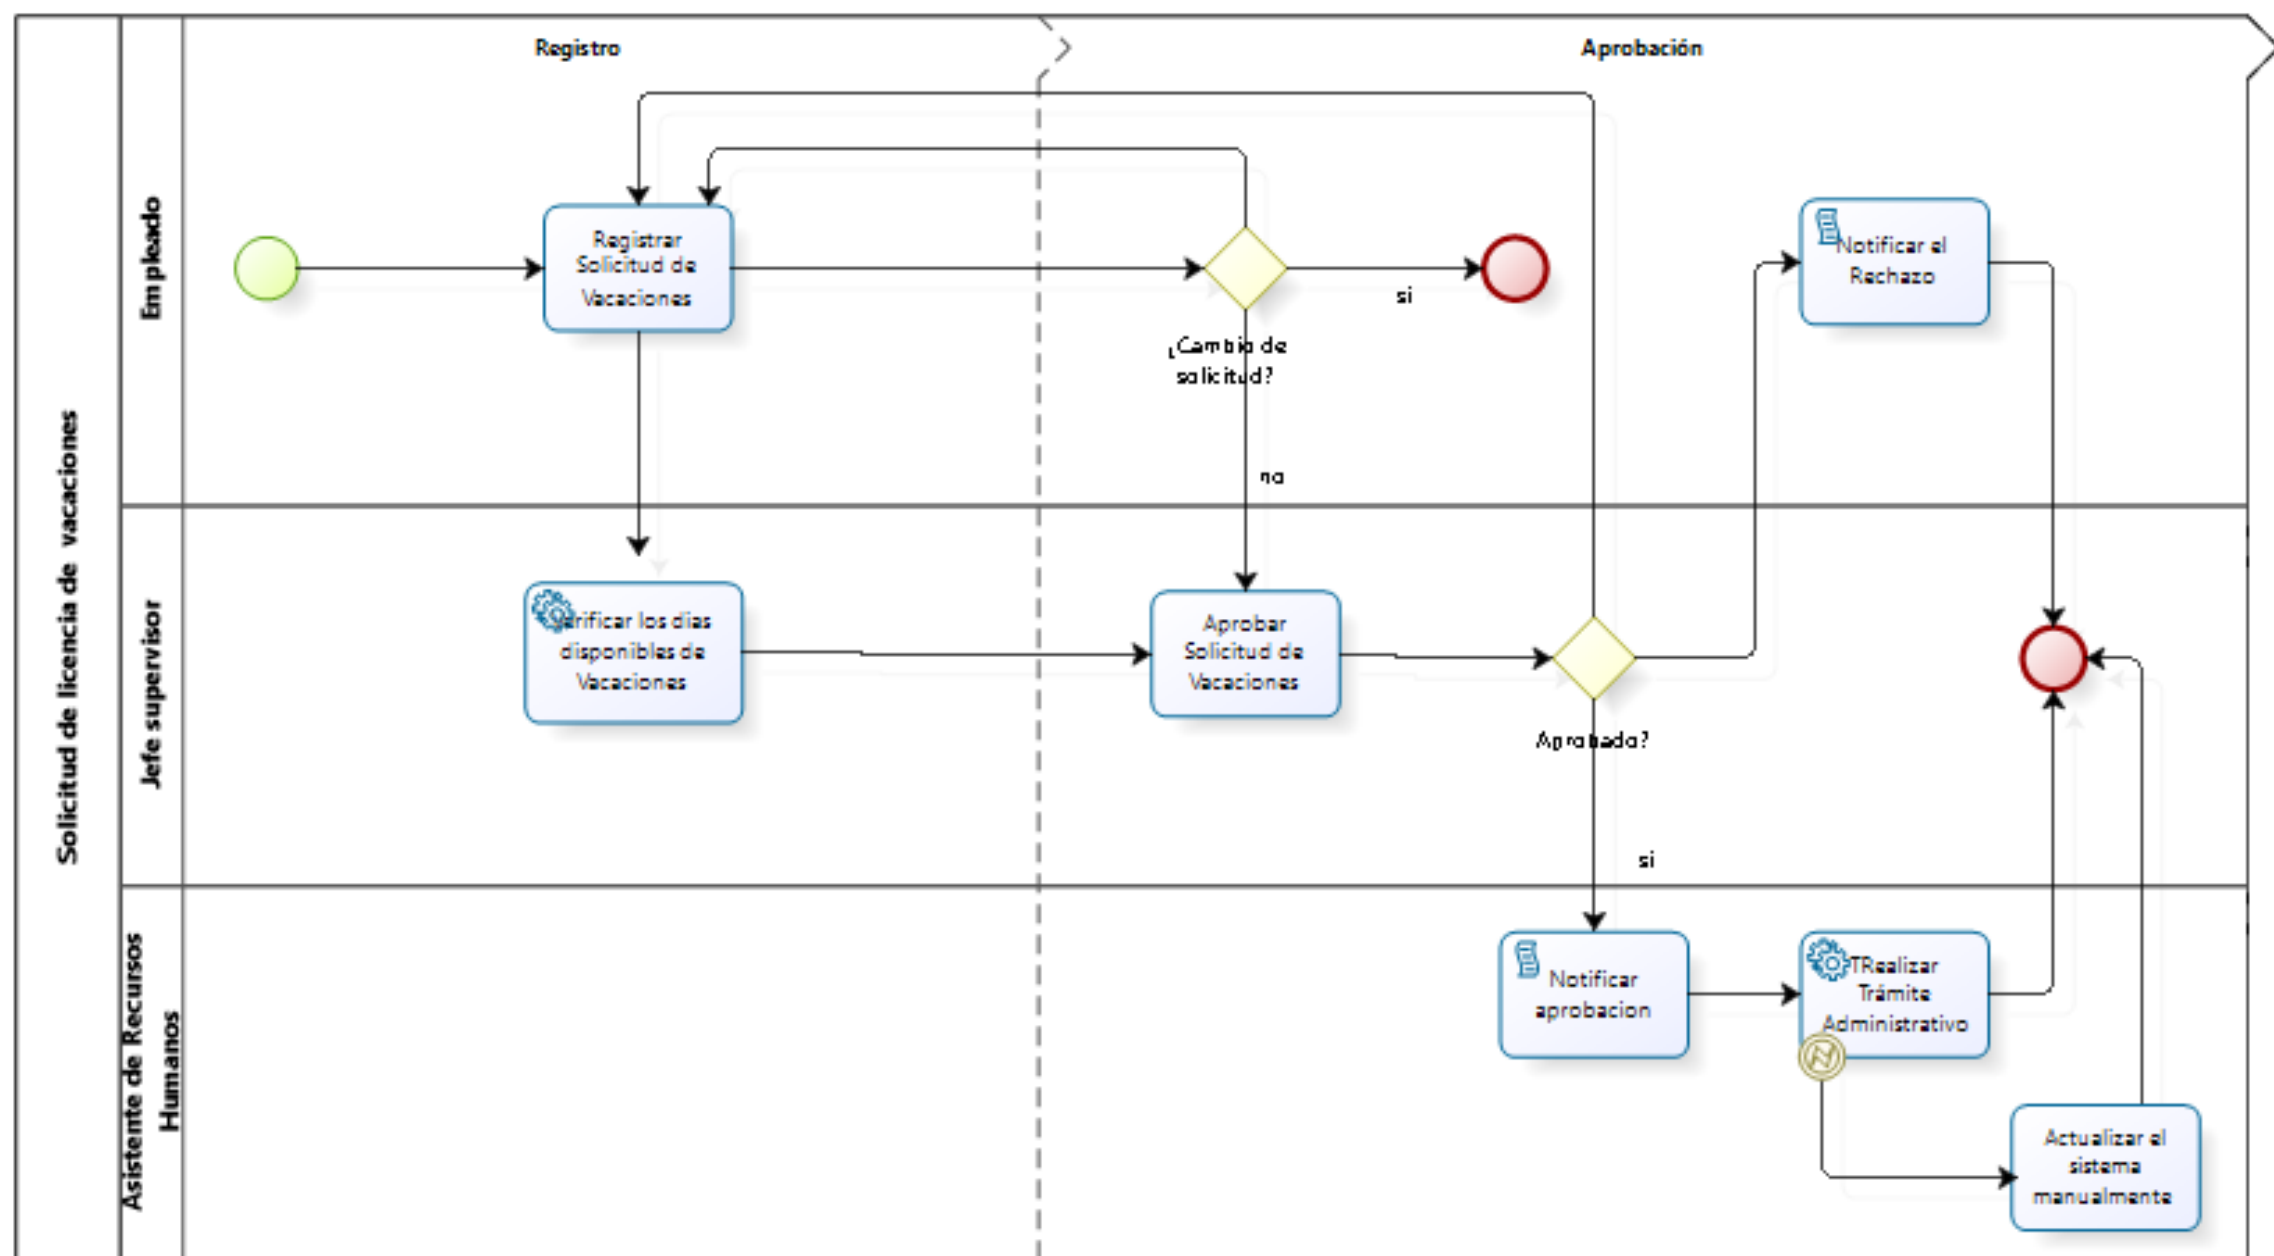 Registro
Aprobación
Solicitud de licencia de vacaciones
Empleado
Registrar
Solicitud de
Vacaciones
si
¿Cambio de
solicitud?
no
Notificar el
Rechazo
Jefe supervisor
Verificar los dias
disponibles de
Vacaciones
Aprobar
Solicitud de
Vacaciones
Aprobado?
si
Asistente de Recursos
Humanos
Notificar
aprobacion
TRealizar
Trámite
Administrativo
Actualizar el
sistema
manualmente